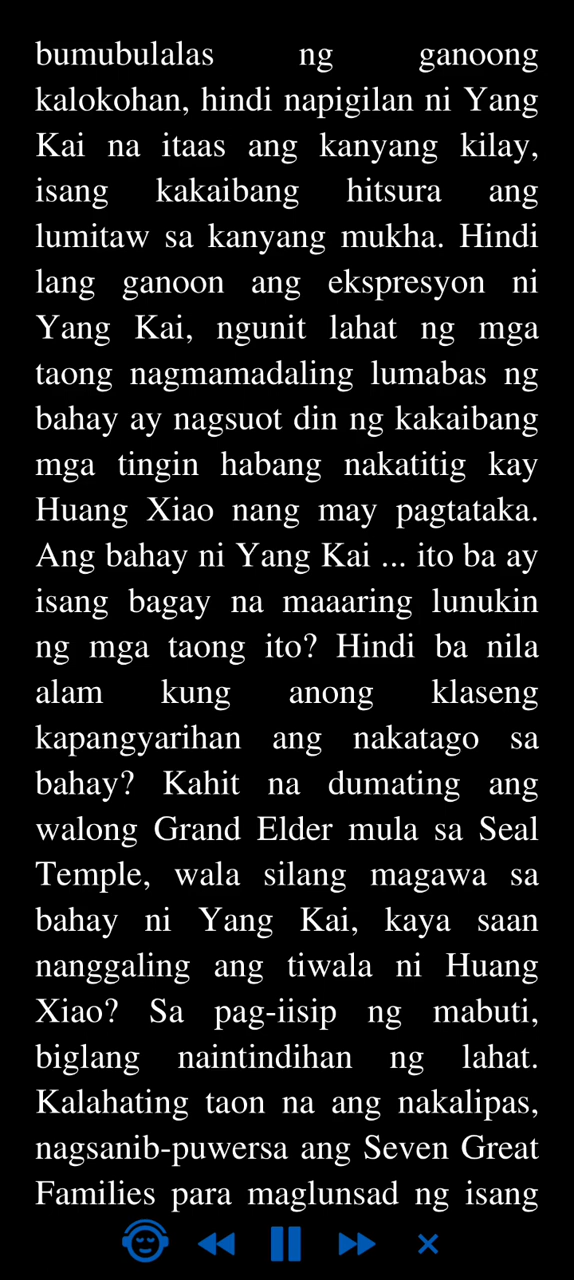 bumubulalas ng ganoong
kalokohan, hindi napigilan ni Yang
Kai na itaas ang kanyang kilay,
isang kakaibang hitsura ang
lumitaw sa kanyang mukha. Hindi
lang ganoon ang ekspresyon ni
Yang Kai, ngunit lahat ng mga
taong nagmamadaling lumabas ng
bahay ay nagsuot din ng kakaibang
mga tingin habang nakatitig kay
Huang Xiao nang may pagtataka.
Ang bahay ni Yang Kai ... ito ba ay
isang bagay na maaaring lunukin
ng mga taong ito? Hindi ba nila
alam kung anong klaseng
kapangyarihan ang nakatago sa
bahay? Kahit na dumating ang
walong Grand Elder mula sa Seal
Temple, wala silang magawa sa
bahay ni Yang Kai, kaya saan
nanggaling ang tiwala ni Huang
Xiao? Sa pag-iisip ng mabuti,
biglang naintindihan ng lahat.
Kalahating taon na ang nakalipas,
nagsanib-puwersa ang Seven Great
Families para maglunsad ng isang